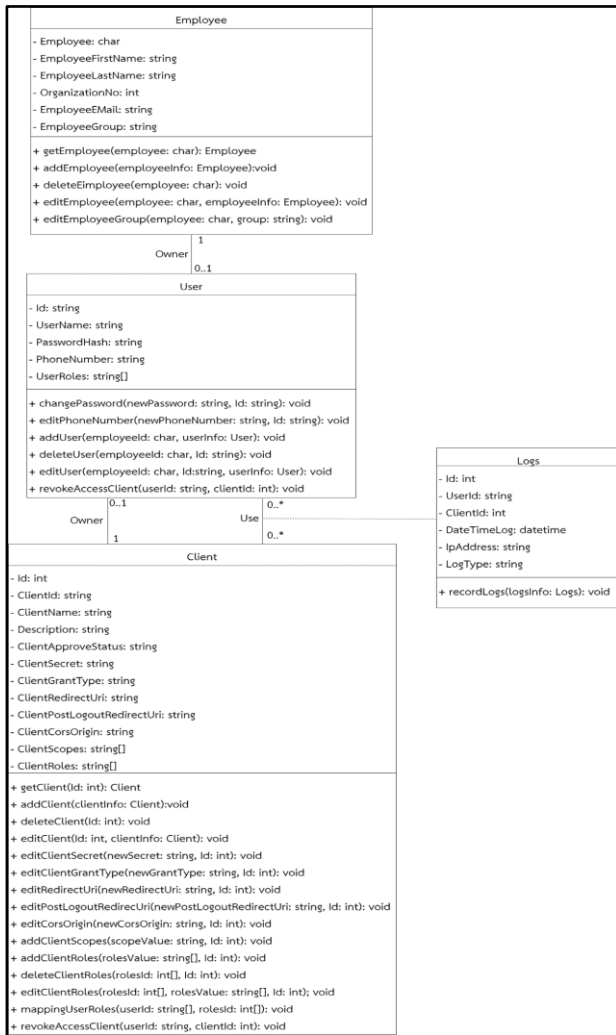 Employee
- Employee: char
- EmployeeFirstName: string
- EmployeeLastName: string
- OrganizationNo: int
- EmployeeEMail: string
- EmployeeGroup: string
+ getEmployee(employee: char): Employee
+ addEmployee(employeeInfo: Employee):void
+ deleteEimployee(employee: char): void
+ editEmployee(employee: char, employeeInfo: Employee): void
+ editEmployeeGroup(employee: char, group: string): void
1
Owner
0..1
User
- Id: string
- UserName: string
- PasswordHash: string
- PhoneNumber: string
- UserRoles: string[]
+ changePassword(newPassword: string, Id: string): void
+ editPhoneNumber(newPhoneNumber: string, Id: string): void
+ addUser(employeeId: char, userInfo: User): void
+ deleteUser(employeeId: char, Id: string): void
+ editUser(employeeId: char, Id:string, userInfo: User): void
+ revokeAccessClient(userId: string, clientId: int): void
0..1
0..*
Owner
Use
1
0..*
Logs
- Id: int
- UserId: string
- ClientId: int
- DateTimeLog: datetime
- IpAddress: string
- LogType: string
+ recordLogs(logsInfo: Logs): void
Client
- Id: int
- ClientId: string
- ClientName: string
- Description: string
- ClientApproveStatus: string
- ClientSecret: string
- ClientGrantType: string
- ClientRedirectUri: string
- ClientPostLogoutRedirectUri: string
- ClientCorsOrigin: string
- ClientScopes: string[]
- ClientRoles: string[]
+ getClient(Id: int): Client
+ addClient(clientInfo: Client):void
+ deleteClient(Id: int): void
+ editClient(Id: int, clientInfo: Client): void
+ editClientSecret(newSecret: string, Id: int): void
+ editClientGrantType(newGrantType: string, Id: int): void
+ editRedirectUri(newRedirectUri: string, Id: int): void
+ editPostLogoutRedirecUri(newPostLogoutRedirectUri: string, Id: int): void
+ editCorsOrigin(newCorsOrigin: string, Id: int): void
+ addClientScopes(scopeValue: string, Id: int): void
+ addClientRoles(rolesValue: string[], Id: int): void
+ deleteClientRoles(rolesId: int[], Id: int): void
+ editClientRoles(rolesId: int[], rolesValue: string[], Id: int); void
+ mappingUserRoles(userId: string[], rolesId: int[]): void
+ revokeAccessClient(userId: string, clientId: int): void